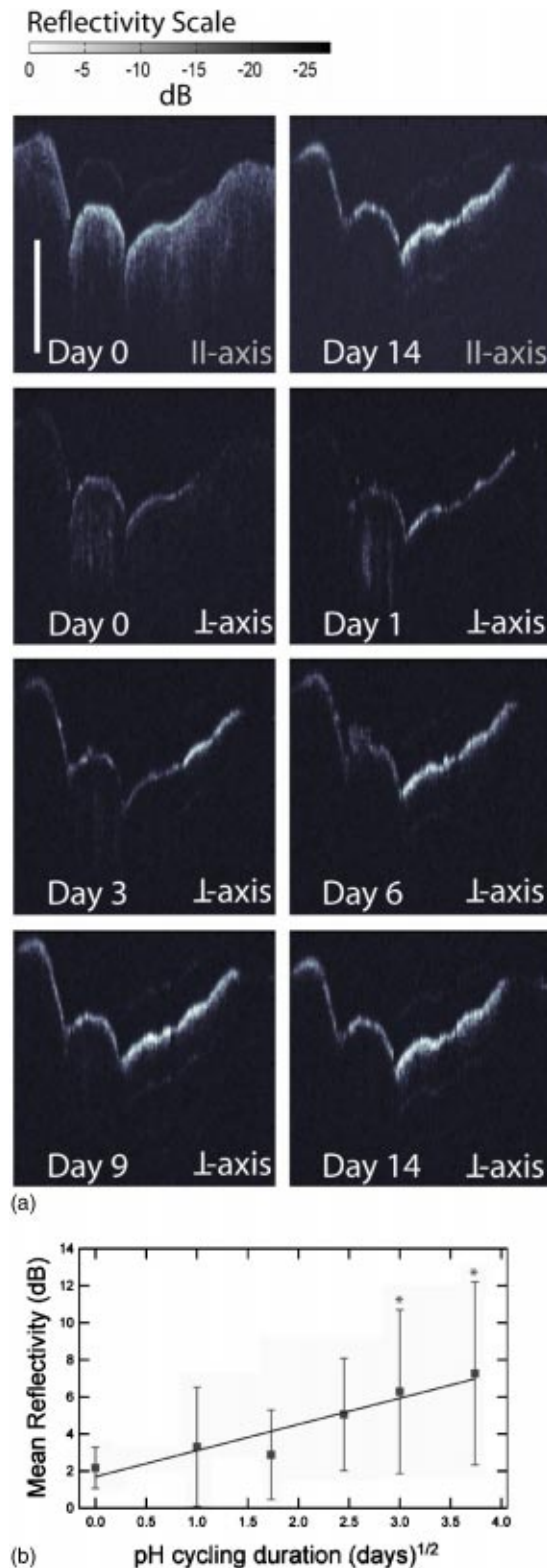 Reflectivity Scale
0 -5 -10 -15 -20 -25
dB
Day 0 II-axis
Day 14 II-axis
Day 0 ⊥-axis
Day 1 ⊥-axis
Day 3 ⊥-axis
Day 6 ⊥-axis
Day 9 ⊥-axis
Day 14 ⊥-axis
(a)
14
12
10
8
6
4
2
0
Mean Reflectivity (dB)
* *
0.0 0.5 1.0 1.5 2.0 2.5 3.0 3.5 4.0
pH cycling duration (days)1/2
(b)